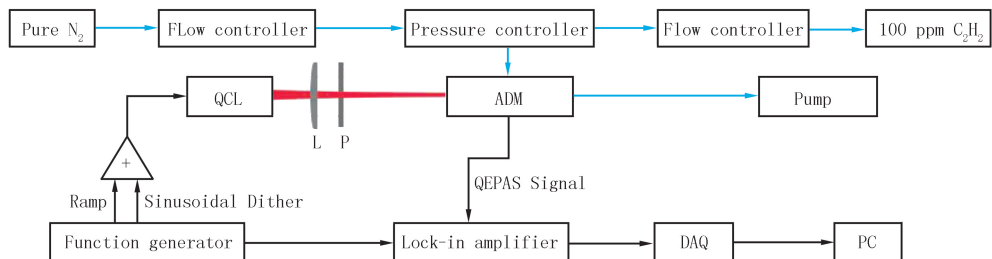 Pure N₂
FLow controller
Pressure controller
Flow controller
100 ppm C₂H₂
QCL
ADM
Pump
L
P
+
Ramp
Sinusoidal Dither
QEPAS Signal
Function generator
Lock-in amplifier
DAQ
PC